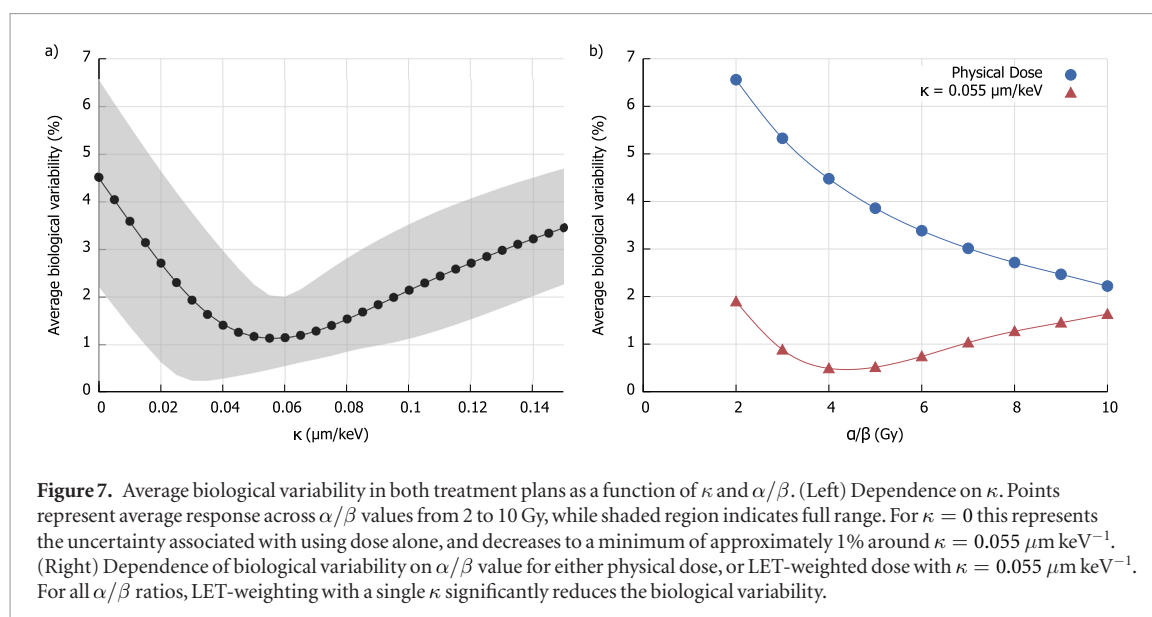 a)
7
6
5
4
3
2
1
0
Average biological variability (%)
0 0.02 0.04 0.06 0.08 0.1 0.12 0.14
κ (μm/keV)
b)
7
6
5
4
3
2
1
0
Average biological variability (%)
Physical Dose
κ = 0.055 μm/keV
0 2 4 6 8 10
α/β (Gy)
Figure 7. Average biological variability in both treatment plans as a function of κ and α/β. (Left) Dependence on κ. Points
represent average response across α/β values from 2 to 10 Gy, while shaded region indicates full range. For κ = 0 this represents
the uncertainty associated with using dose alone, and decreases to a minimum of approximately 1% around κ = 0.055 μm keV⁻¹.
(Right) Dependence of biological variability on α/β value for either physical dose, or LET-weighted dose with κ = 0.055 μm keV⁻¹.
For all α/β ratios, LET-weighting with a single κ significantly reduces the biological variability.